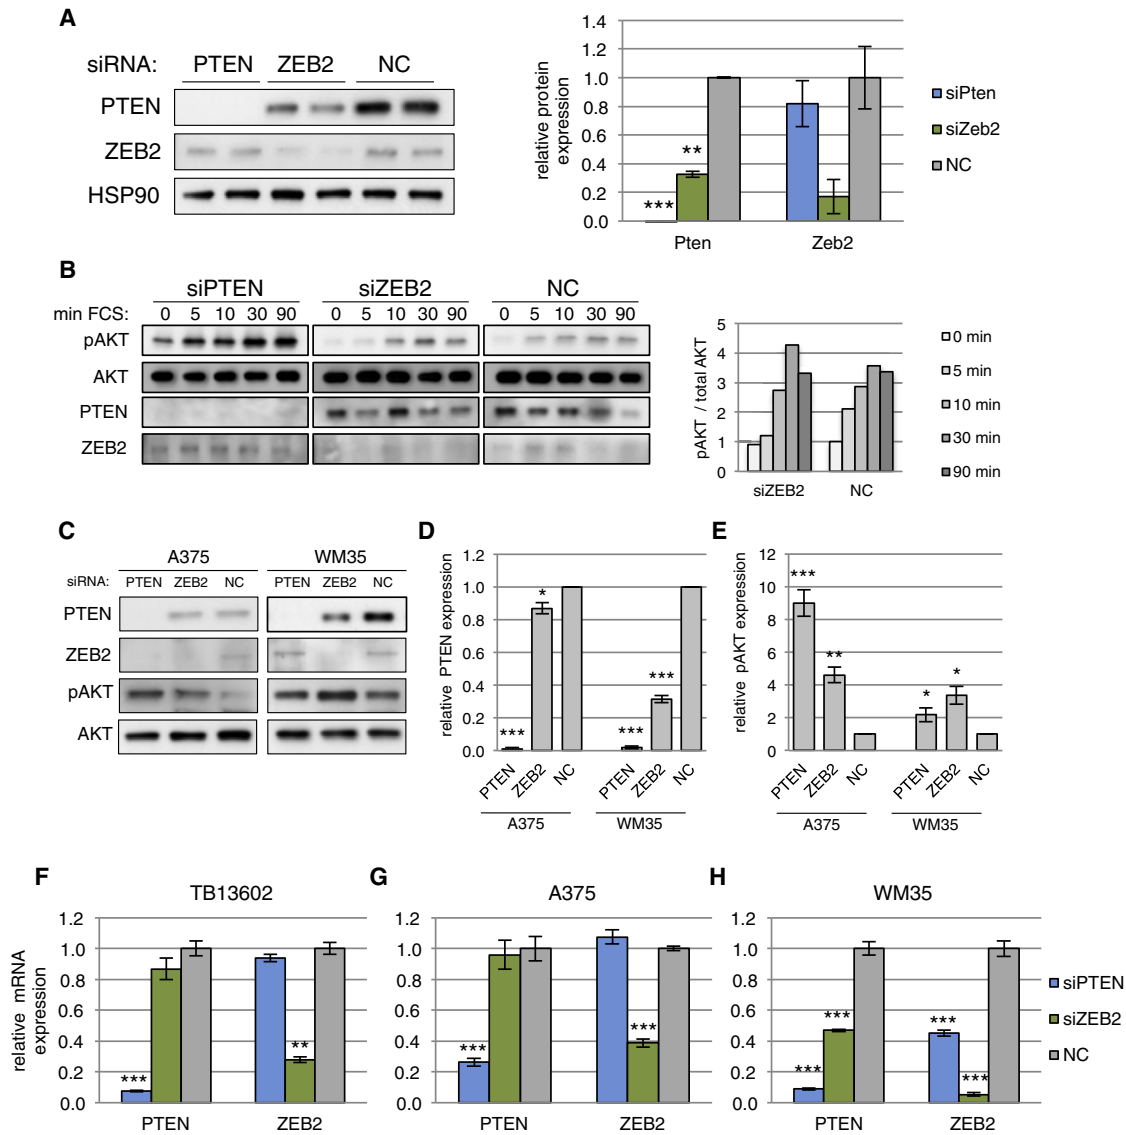 A
siRNA: PTEN ZEB2 NC
PTEN
ZEB2
HSP90
relative protein
expression
1.4
1.2
1.0
0.8
0.6
0.4
0.2
0.0
***
**
Pten Zeb2
siPten
siZeb2
NC
B
siPTEN siZEB2 NC
min FCS: 0 5 10 30 90 0 5 10 30 90 0 5 10 30 90
pAKT
AKT
PTEN
ZEB2
pAKT / total AKT
5
4
3
2
1
0
siZEB2 NC
0 min
5 min
10 min
30 min
90 min
C
A375 WM35
siRNA: PTEN ZEB2 NC PTEN ZEB2 NC
PTEN
ZEB2
pAKT
AKT
D
relative PTEN expression
1.2
1.0
0.8
0.6
0.4
0.2
0
***
*
***
***
PTEN ZEB2 NC PTEN ZEB2 NC
A375 WM35
E
relative pAKT expression
12
10
8
6
4
2
0
***
**
*
*
PTEN ZEB2 NC PTEN ZEB2 NC
A375 WM35
F
TB13602
relative mRNA
expression
1.2
1.0
0.8
0.6
0.4
0.2
0.0
***
**
PTEN ZEB2
G
A375
1.2
1.0
0.8
0.6
0.4
0.2
0.0
***
***
PTEN ZEB2
H
WM35
1.2
1.0
0.8
0.6
0.4
0.2
0.0
***
***
***
***
PTEN ZEB2
siPTEN
siZEB2
NC